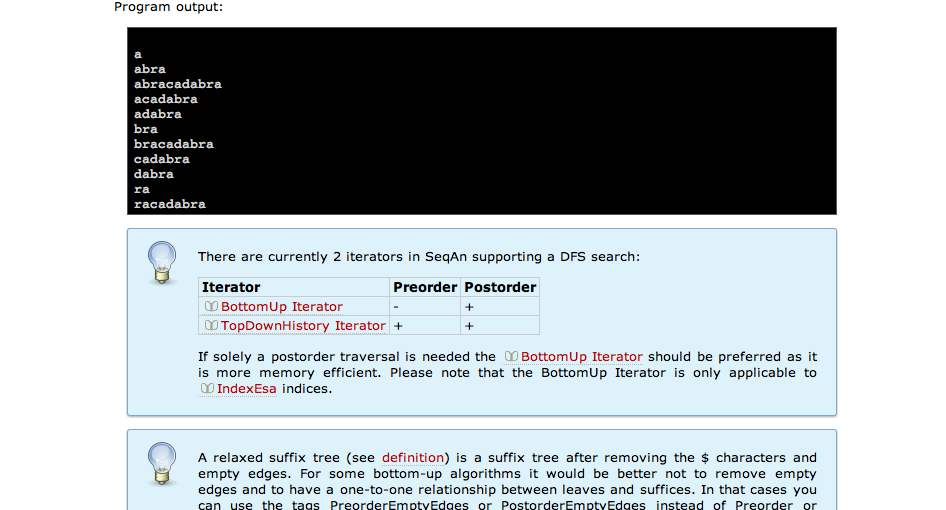 Program output:
a
abra
abracadabra
acadabra
adabra
bra
bracadabra
cadabra
dabra
ra
racadabra
There are currently 2 iterators in SeqAn supporting a DFS search:
Iterator Preorder Postorder
BottomUp Iterator - +
TopDownHistory Iterator + +
If solely a postorder traversal is needed the BottomUp Iterator should be preferred as it
is more memory efficient. Please note that the BottomUp Iterator is only applicable to
IndexEsa indices.
A relaxed suffix tree (see definition) is a suffix tree after removing the $ characters and
empty edges. For some bottom-up algorithms it would be better not to remove empty
edges and to have a one-to-one relationship between leaves and suffices. In that cases you
can use the tags PreorderEmptyEdges or PostorderEmptyEdges instead of Preorder or